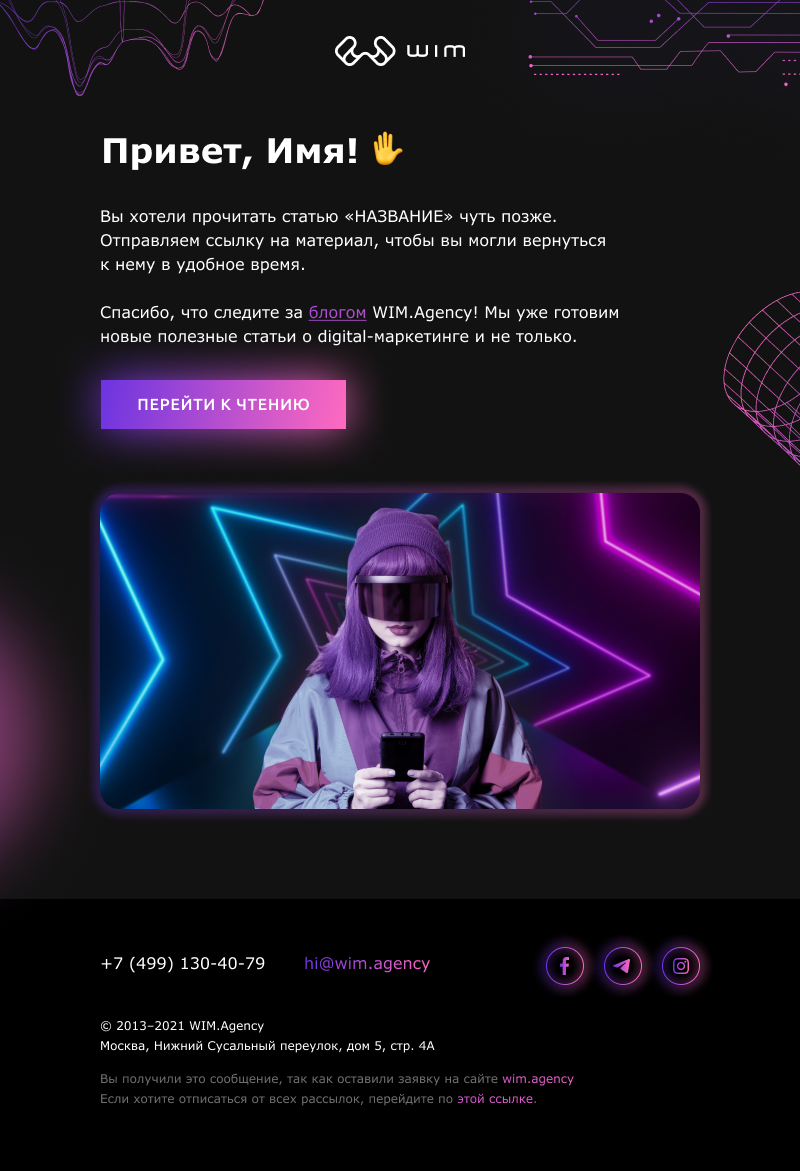 wim
Привет, Имя! 🖐
Вы хотели прочитать статью «НАЗВАНИЕ» чуть позже.
Отправляем ссылку на материал, чтобы вы могли вернуться
к нему в удобное время.
Спасибо, что следите за блогом WIM.Agency! Мы уже готовим
новые полезные статьи о digital-маркетинге и не только.
ПЕРЕЙТИ К ЧТЕНИЮ
+7 (499) 130-40-79 hi@wim.agency
© 2013–2021 WIM.Agency
Москва, Нижний Сусальный переулок, дом 5, стр. 4А
Вы получили это сообщение, так как оставили заявку на сайте wim.agency
Если хотите отписаться от всех рассылок, перейдите по этой ссылке.